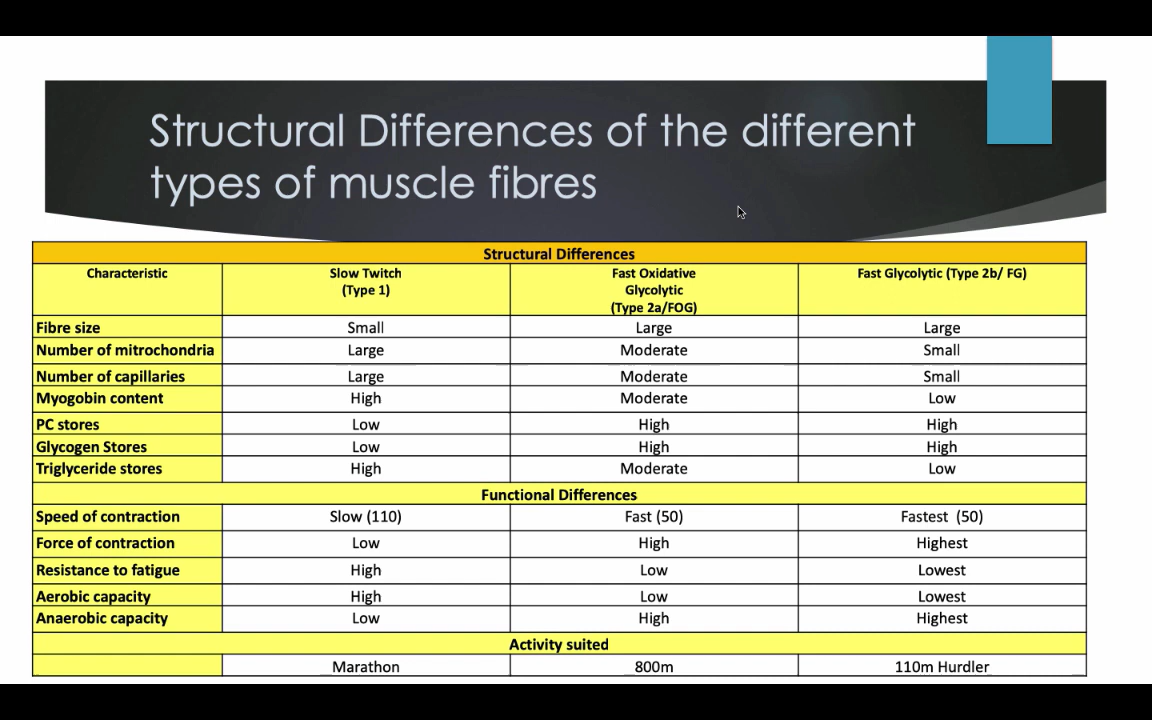 Structural Differences of the different
types of muscle fibres
Structural Differences
Characteristic Slow Twitch (Type 1) Fast Oxidative Glycolytic (Type 2a/FOG) Fast Glycolytic (Type 2b/ FG)
Fibre size Small Large Large
Number of mitrochondria Large Moderate Small
Number of capillaries Large Moderate Small
Myogobin content High Moderate Low
PC stores Low High High
Glycogen Stores Low High High
Triglyceride stores High Moderate Low
Functional Differences
Speed of contraction Slow (110) Fast (50) Fastest (50)
Force of contraction Low High Highest
Resistance to fatigue High Low Lowest
Aerobic capacity High Low Lowest
Anaerobic capacity Low High Highest
Activity suited
Marathon 800m 110m Hurdler